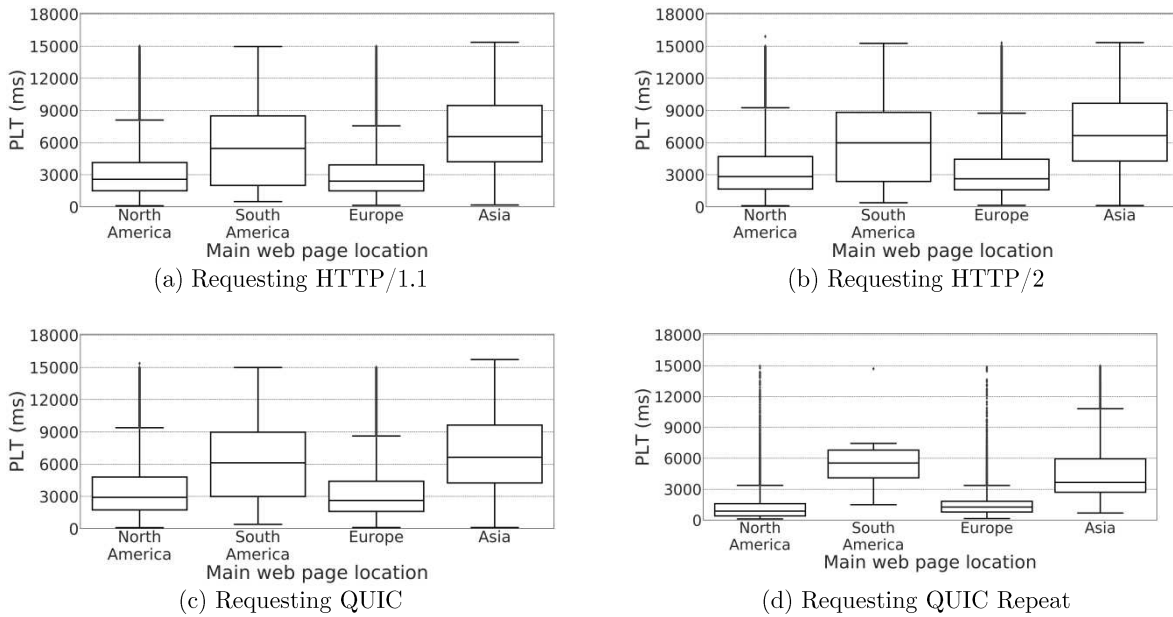 18000
15000
12000
9000
6000
3000
0
PLT (ms)
North America
South America
Europe
Asia
Main web page location
(a) Requesting HTTP/1.1
18000
15000
12000
9000
6000
3000
0
PLT (ms)
North America
South America
Europe
Asia
Main web page location
(b) Requesting HTTP/2
18000
15000
12000
9000
6000
3000
0
PLT (ms)
North America
South America
Europe
Asia
Main web page location
(c) Requesting QUIC
18000
15000
12000
9000
6000
3000
0
PLT (ms)
North America
South America
Europe
Asia
Main web page location
(d) Requesting QUIC Repeat